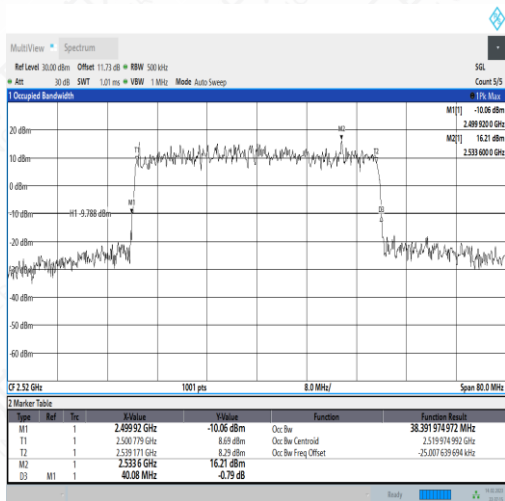 MultiView Spectrum
Ref Level 30.00 dBm Offset 11.73 dB RBW 500 kHz SGL
Att 30 dB SWT 1.01 ms VBW 1 MHz Mode Auto Sweep Count 5/5
1 Occupied Bandwidth 1Pk Max
M1[1] -10.06 dBm
2.499 920 0 GHz
M2[1] 16.21 dBm
2.533 600 0 GHz
20 dBm
M2
T1
T2
10 dBm
0 dBm
M1
D3
-10 dBm
H1 -9.788 dBm
-20 dBm
-30 dBm
-40 dBm
-60 dBm
CF 2.52 GHz 1001 pts 8.0 MHz/ Span 80.0 MHz
2 Marker Table
Type Ref Trc X-Value Y-Value Function Function Result
M1 1 2.499 92 GHz -10.06 dBm Occ Bw 38.391 974 972 MHz
T1 1 2.500 779 GHz 8.69 dBm Occ Bw Centroid 2.519 974 992 GHz
T2 1 2.539 171 GHz 8.29 dBm Occ Bw Freq Offset -25.007 639 694 kHz
M2 1 2.533 6 GHz 16.21 dBm
D3 M1 1 40.08 MHz -0.79 dB
Ready